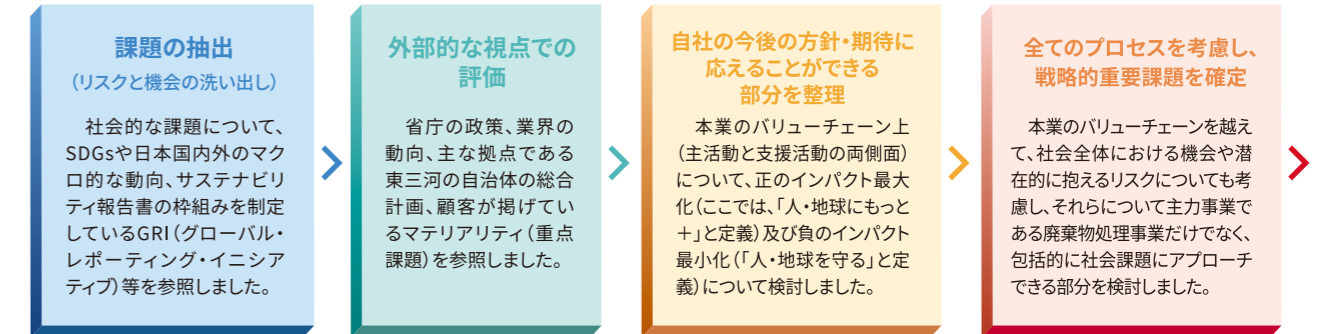 課題の抽出
（リスクと機会の洗い出し）
社会的な課題について、
SDGsや日本国内外のマク
ロ的な動向、サステナビリ
ティ報告書の枠組みを制定
しているGRI（グローバル・
レポーティング・イニシア
ティブ）等を参照しました。
外部的な視点での
評価
省庁の政策、業界の
動向、主な拠点である
東三河の自治体の総合
計画、顧客が掲げてい
るマテリアリティ（重点
課題）を参照しました。
自社の今後の方針・期待に
応えることができる
部分を整理
本業のバリューチェーン上
（主活動と支援活動の両側面）
について、正のインパクト最大
化（ここでは、「人・地球にもっと
＋」と定義）及び負のインパクト
最小化（「人・地球を守る」と定
義）について検討しました。
全てのプロセスを考慮し、
戦略的重要課題を確定
本業のバリューチェーンを越え
て、社会全体における機会や潜
在的に抱えるリスクについても考
慮し、それらについて主力事業で
ある廃棄物処理事業だけでなく、
包括的に社会課題にアプローチ
できる部分を検討しました。